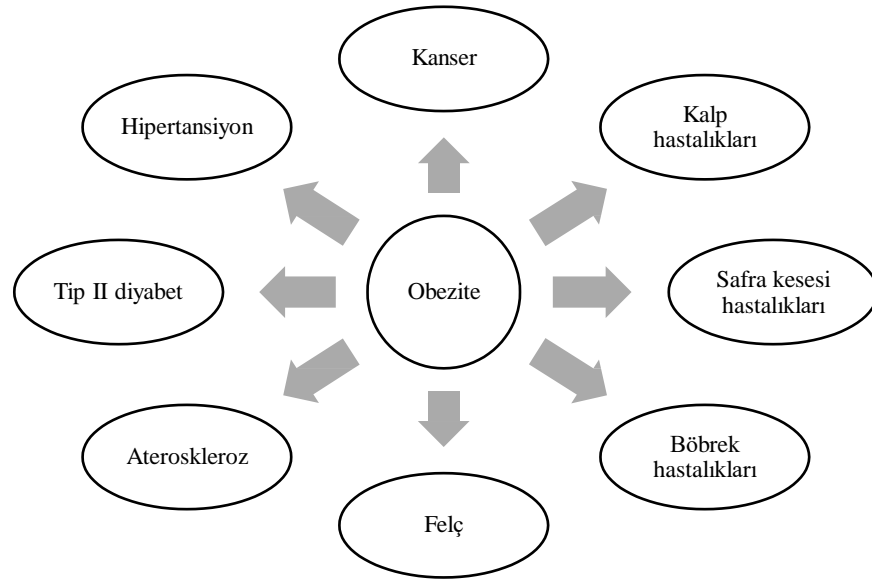 Kanser
Hipertansiyon
Kalp
hastalıkları
Tip II diyabet
Obezite
Safra kesesi
hastalıkları
Ateroskleroz
Böbrek
hastalıkları
Felç